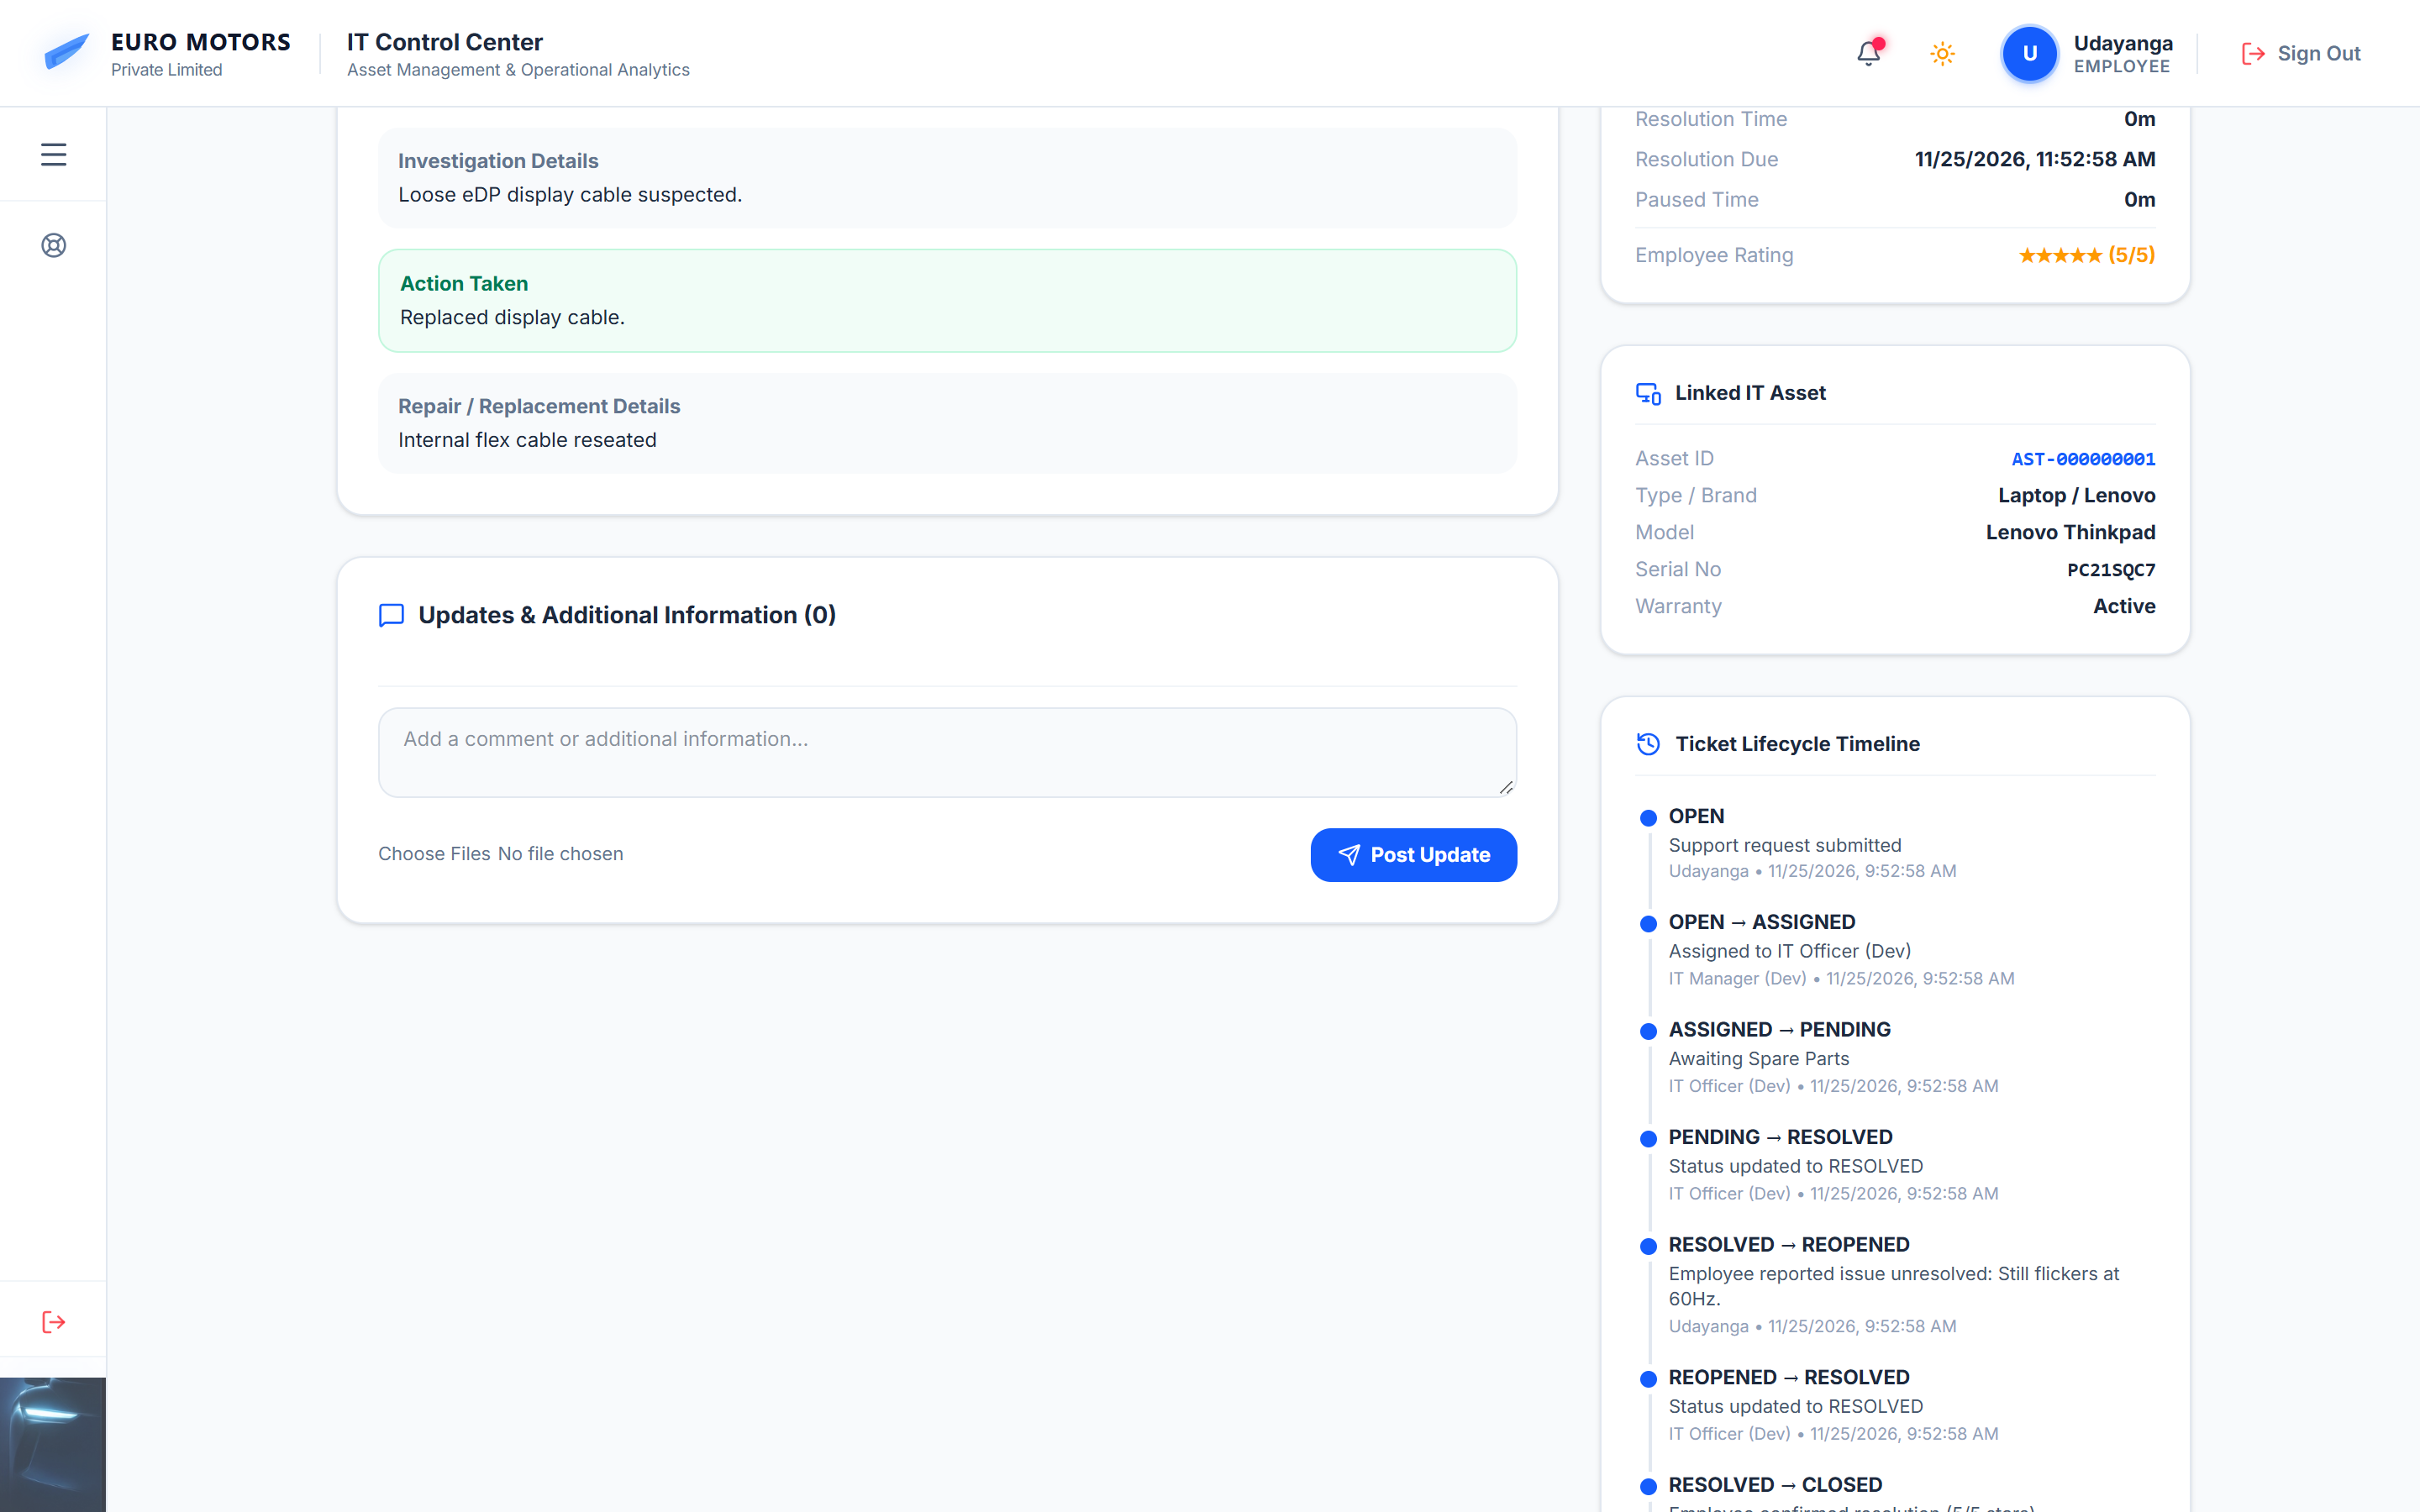 EURO MOTORS
Private Limited
IT Control Center
Asset Management & Operational Analytics
U
Udayanga
EMPLOYEE
Sign Out
Investigation Details
Loose eDP display cable suspected.
Action Taken
Replaced display cable.
Repair / Replacement Details
Internal flex cable reseated
Updates & Additional Information (0)
Add a comment or additional information...
Choose Files No file chosen
Post Update
Resolution Time 0m
Resolution Due 11/25/2026, 11:52:58 AM
Paused Time 0m
Employee Rating ★★★★★ (5/5)
Linked IT Asset
Asset ID AST-000000001
Type / Brand Laptop / Lenovo
Model Lenovo Thinkpad
Serial No PC21SQC7
Warranty Active
Ticket Lifecycle Timeline
OPEN
Support request submitted
Udayanga • 11/25/2026, 9:52:58 AM
OPEN → ASSIGNED
Assigned to IT Officer (Dev)
IT Manager (Dev) • 11/25/2026, 9:52:58 AM
ASSIGNED → PENDING
Awaiting Spare Parts
IT Officer (Dev) • 11/25/2026, 9:52:58 AM
PENDING → RESOLVED
Status updated to RESOLVED
IT Officer (Dev) • 11/25/2026, 9:52:58 AM
RESOLVED → REOPENED
Employee reported issue unresolved: Still flickers at
60Hz.
Udayanga • 11/25/2026, 9:52:58 AM
REOPENED → RESOLVED
Status updated to RESOLVED
IT Officer (Dev) • 11/25/2026, 9:52:58 AM
RESOLVED → CLOSED
Employee confirmed resolution (5/5 stars)